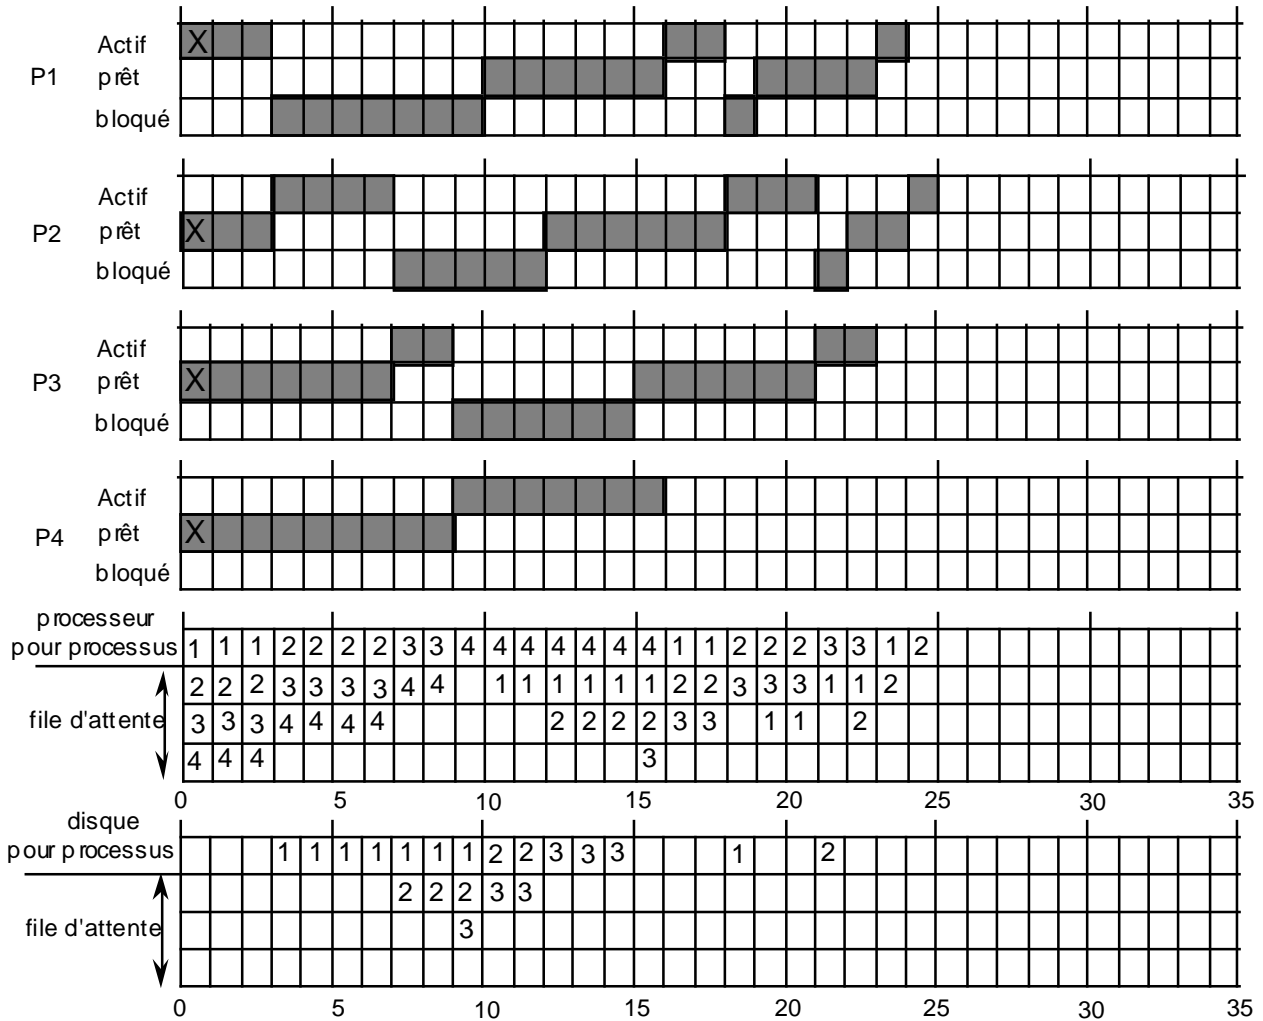 Actif
X
P1
prêt
bloqué
Actif
P2
prêt
X
bloqué
Actif
P3
prêt
X
bloqué
Actif
P4
prêt
X
bloqué
processeur
pour processus 1 1 1 2 2 2 2 3 3 4 4 4 4 4 4 4 1 1 2 2 2 3 3 1 2
2 2 2 3 3 3 3 4 4 1 1 1 1 1 1 2 2 3 3 3 1 1 2
file d'attente 3 3 3 4 4 4 4 2 2 2 2 3 3 1 1 2
4 4 4 3
0 5 10 15 20 25 30 35
disque
pour processus 1 1 1 1 1 1 1 2 2 3 3 3 1 2
2 2 2 3 3
file d'attente 3
0 5 10 15 20 25 30 35